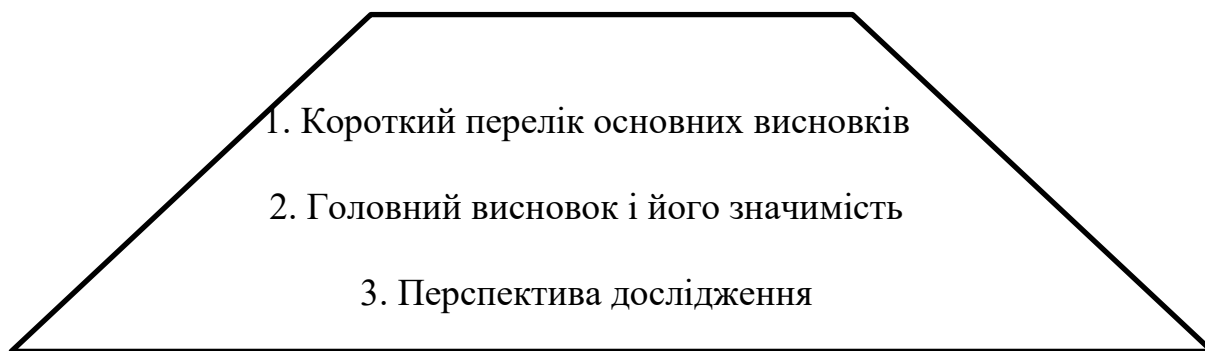 1. Короткий перелік основних висновків
2. Головний висновок і його значимість
3. Перспектива дослідження